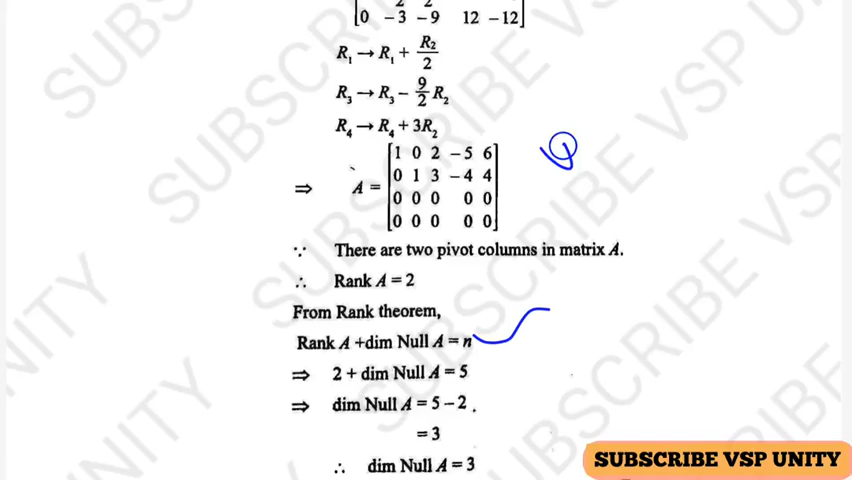 2 2
[0 -3 -9 12 -12]
R₁ → R₁ + R₂/2
R₃ → R₃ - 9/2 R₂
R₄ → R₄ + 3R₂
⇒ A = [1 0 2 -5 6
0 1 3 -4 4
0 0 0 0 0
0 0 0 0 0]
∵ There are two pivot columns in matrix A.
∴ Rank A = 2
From Rank theorem,
Rank A +dim Null A = n
⇒ 2 + dim Null A = 5
⇒ dim Null A = 5 - 2
= 3
∴ dim Null A = 3
SUBSCRIBE VSP UNITY